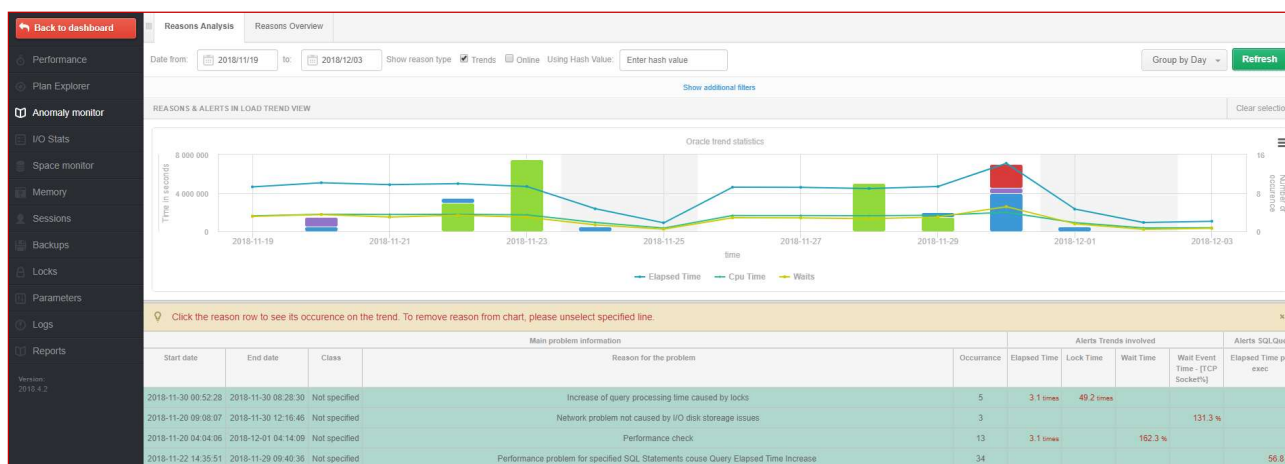 Back to dashboard
Performance
Plan Explorer
Anomaly monitor
I/O Stats
Space monitor
Memory
Sessions
Backups
Locks
Parameters
Logs
Reports
Version:
2018.4.2
Reasons Analysis Reasons Overview
Date from: 2018/11/19 to: 2018/12/03 Show reason type Trends Online Using Hash Value: Enter hash value Group by Day Refresh
Show additional filters
REASONS & ALERTS IN LOAD TREND VIEW Clear selectio
Oracle trend statistics
8 000 000 16
4 000 000 8
0 0
Time in seconds
Number of occurence
2018-11-19 2018-11-21 2018-11-23 2018-11-25 2018-11-27 2018-11-29 2018-12-01 2018-12-03
time
Elapsed Time Cpu Time Waits
Click the reason row to see its occurence on the trend. To remove reason from chart, please unselect specified line.
Main problem information Alerts Trends involved Alerts SQLQue
Start date End date Class Reason for the problem Occurrance Elapsed Time Lock Time Wait Time Wait Event Elapsed Time p
Time - [TCP exec
Socket%]
2018-11-30 00:52:28 2018-11-30 08:28:30 Not specified Increase of query processing time caused by locks 5 3.1 times 49.2 times
2018-11-20 09:08:07 2018-11-30 12:16:46 Not specified Network problem not caused by I/O disk storeage issues 3 131.3 %
2018-11-20 04:04:06 2018-12-01 04:14:09 Not specified Performance check 13 3.1 times 162.3 %
2018-11-22 14:35:51 2018-11-29 09:40:36 Not specified Performance problem for specified SQL Statements couse Query Elapsed Time Increase 34 56.8